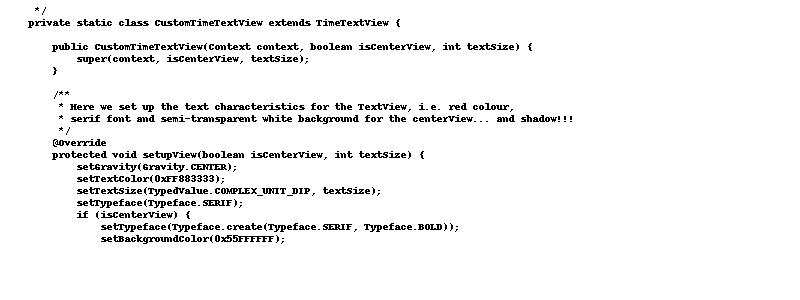 */
private static class CustomTimeTextView extends TimeTextView {
public CustomTimeTextView(Context context, boolean isCenterView, int textSize) {
super(context, isCenterView, textSize);
}
/**
* Here we set up the text characteristics for the TextView, i.e. red colour,
* serif font and semi-transparent white background for the centerView... and shadow!!!
*/
@Override
protected void setupView(boolean isCenterView, int textSize) {
setGravity(Gravity.CENTER);
setTextColor(0xFF883333);
setTextSize(TypedValue.COMPLEX_UNIT_DIP, textSize);
setTypeface(Typeface.SERIF);
if (isCenterView) {
setTypeface(Typeface.create(Typeface.SERIF, Typeface.BOLD));
setBackgroundColor(0x55FFFFFF);